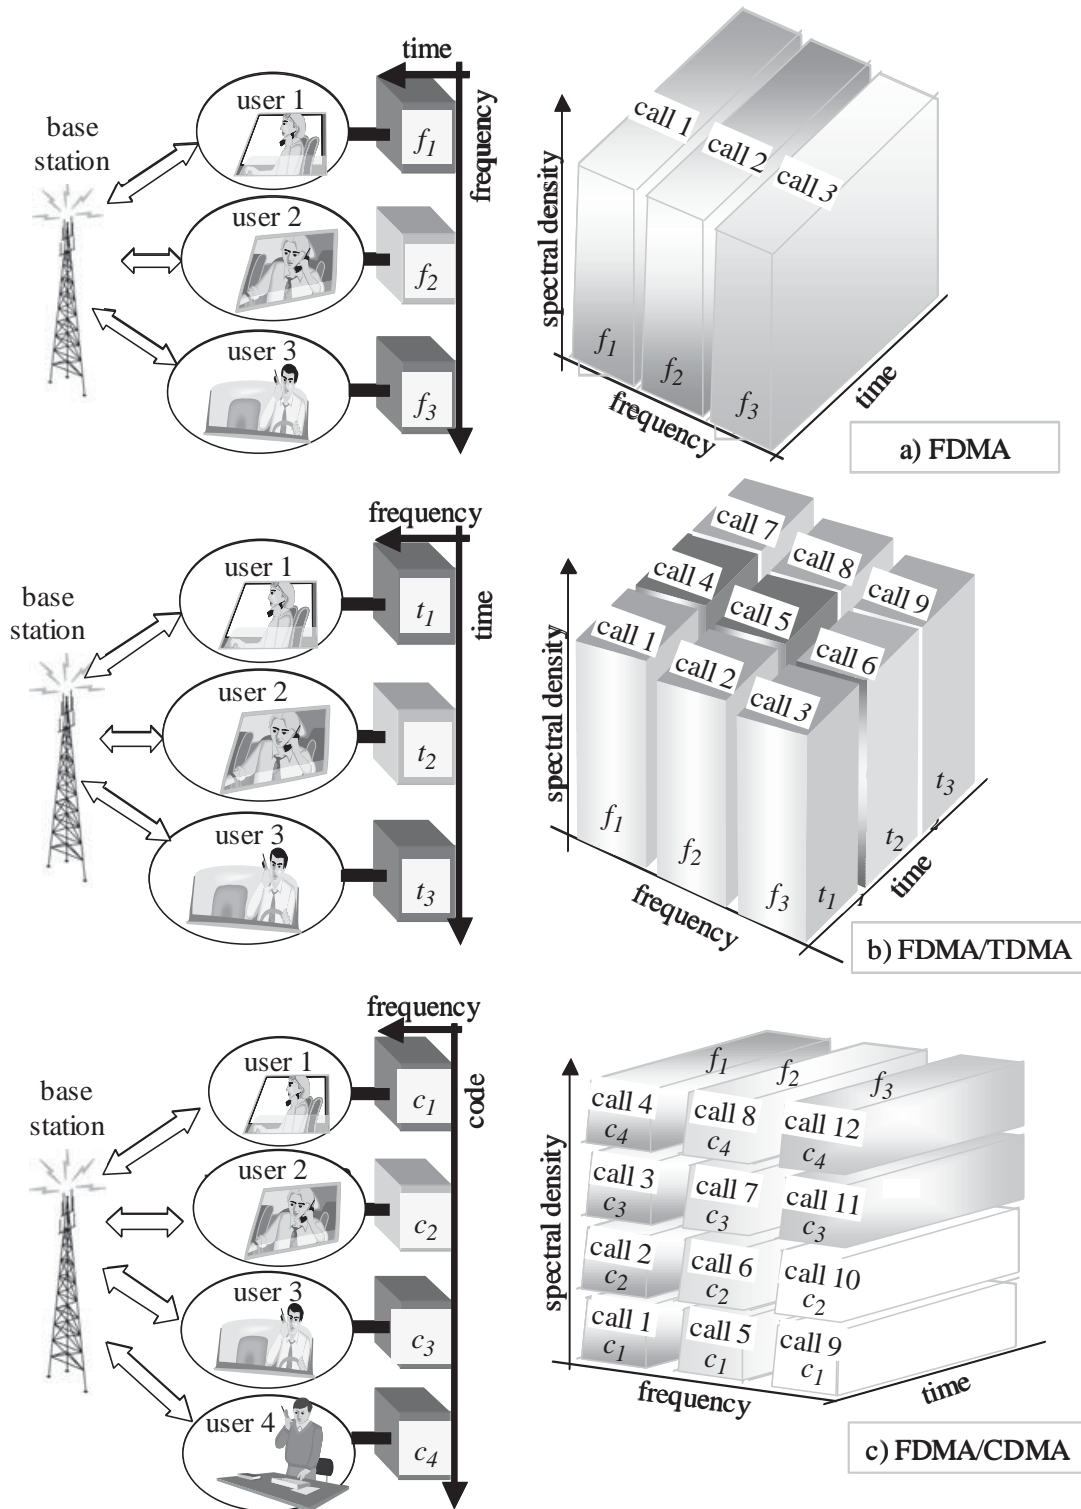 time
user 1
f1
frequency
base
station
user 2
f2
user 3
f3
call 1
call 2
call 3
spectral density
f1
f2
f3
frequency
time
a) FDMA
frequency
user 1
t1
time
base
station
user 2
t2
user 3
t3
call 7
call 8
call 9
call 4
call 5
call 6
call 1
call 2
call 3
spectral density
f1
f2
f3
t1
t2
t3
frequency
time
b) FDMA/TDMA
frequency
user 1
c1
code
base
station
user 2
c2
user 3
c3
user 4
c4
f1
f2
f3
call 4
c4
call 8
c4
call 12
c4
call 3
c3
call 7
c3
call 11
c3
call 2
c2
call 6
c2
call 10
c2
call 1
c1
call 5
c1
call 9
c1
spectral density
frequency
time
c) FDMA/CDMA